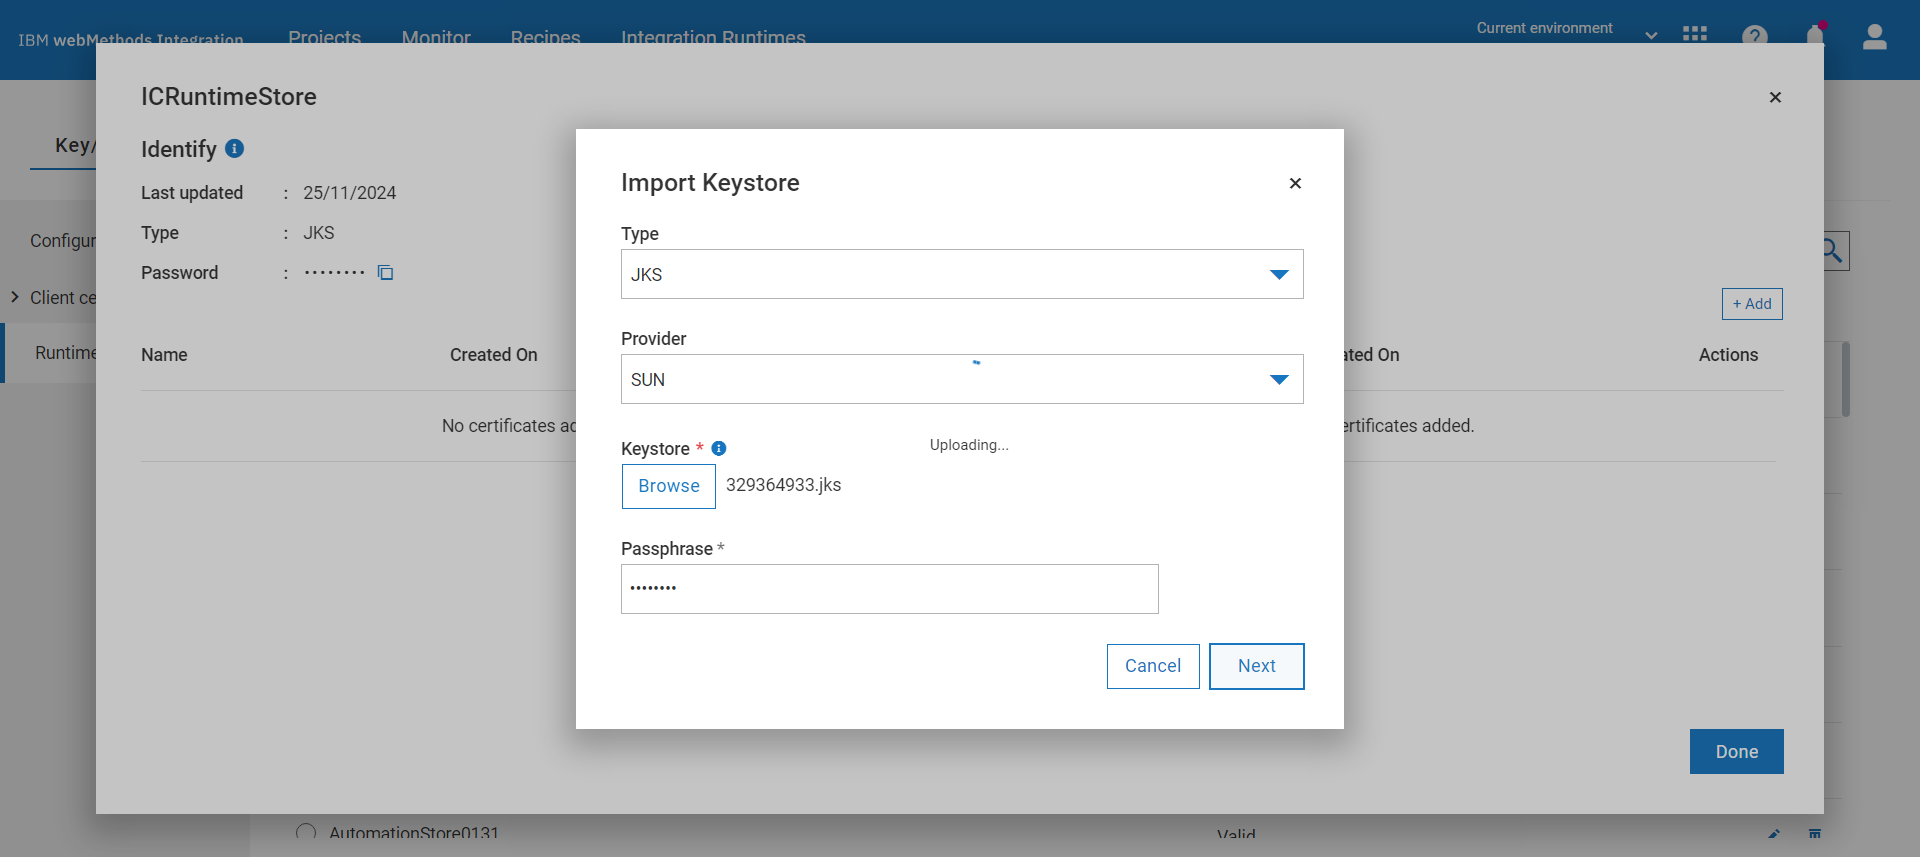 IBM webMethods Integration
Projects
Monitor
Recipes
Integration Runtimes
Current environment
ICRuntimeStore
Identify
Last updated : 25/11/2024
Type : JKS
Password : ••••••••
Key/
Configur
Client ce
Runtime
+ Add
Name
Created On
ated On
Actions
No certificates ad
ertificates added.
Import Keystore
Type
JKS
Provider
SUN
Uploading...
Keystore *
Browse 329364933.jks
Passphrase *
••••••••
Cancel
Next
Done
AutomationStore0131
Valid